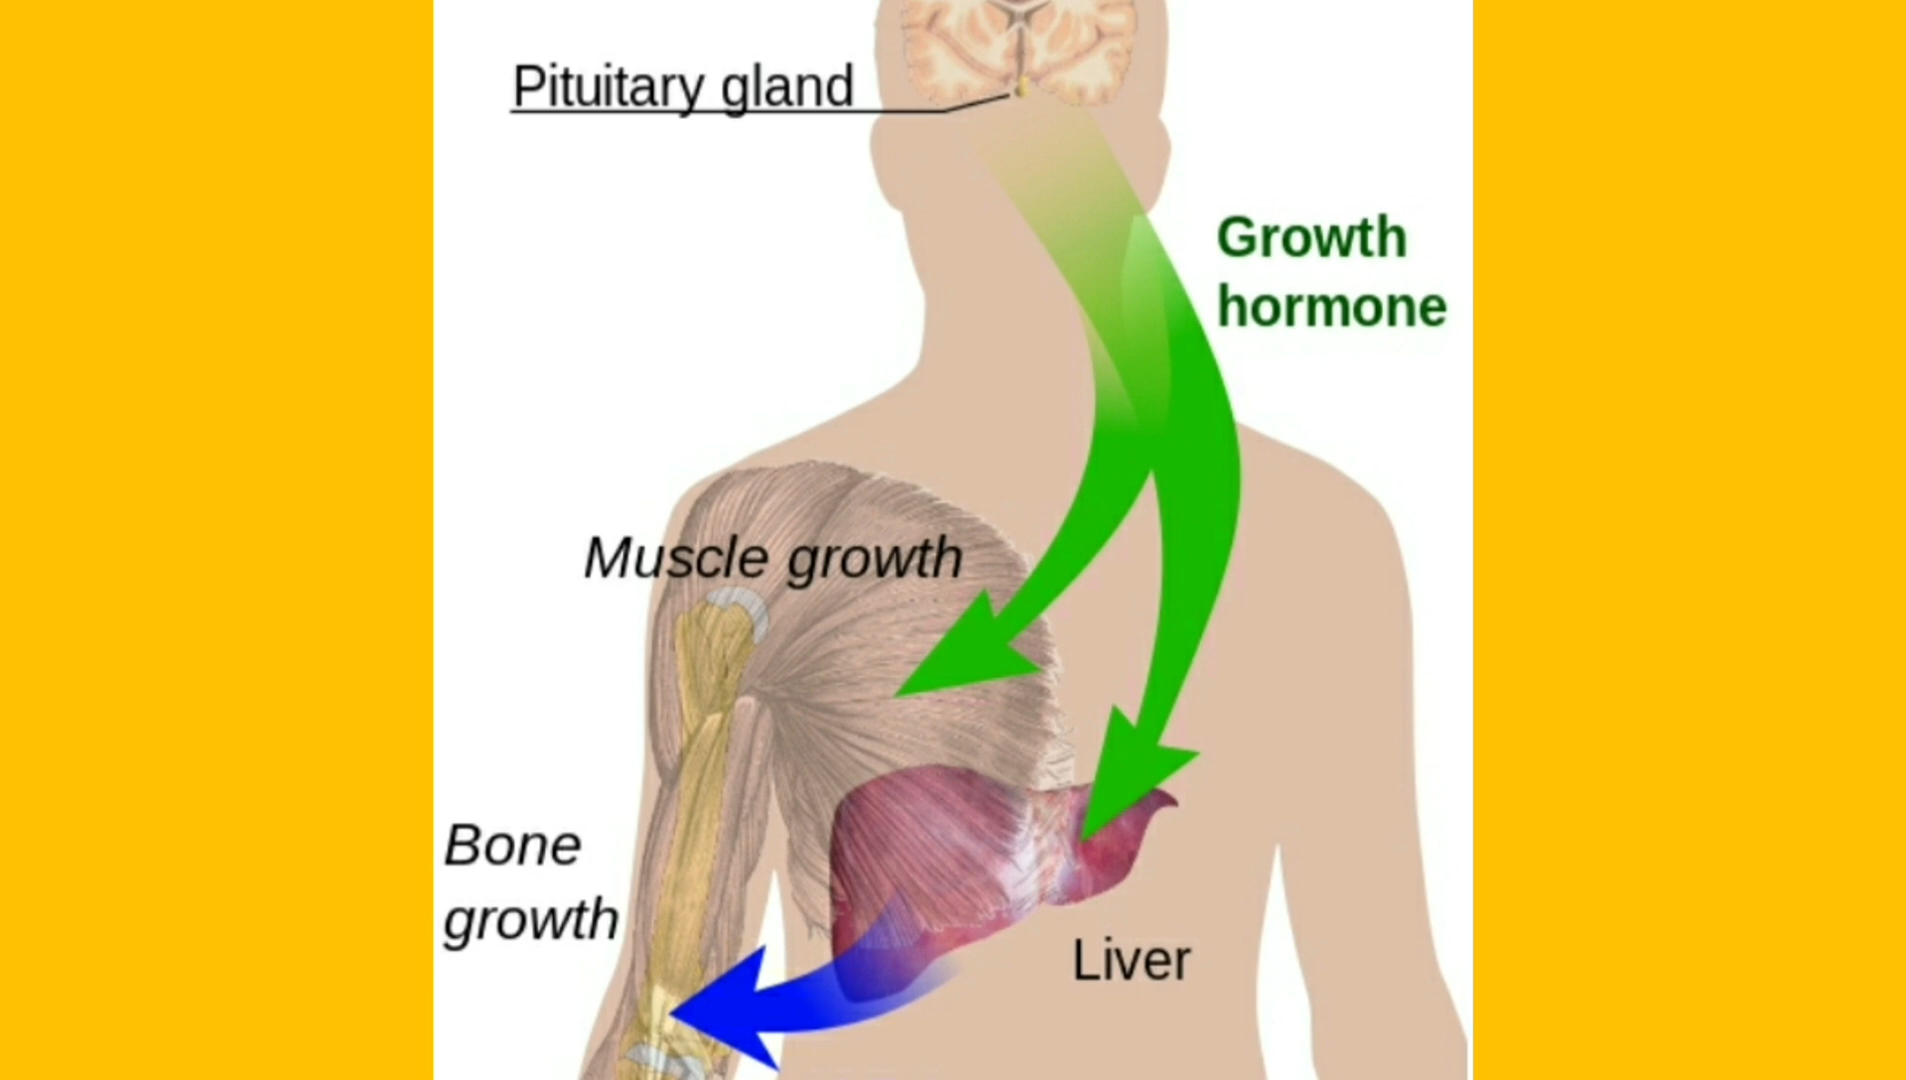 Pituitary gland
Growth
hormone
Muscle growth
Bone
growth
Liver